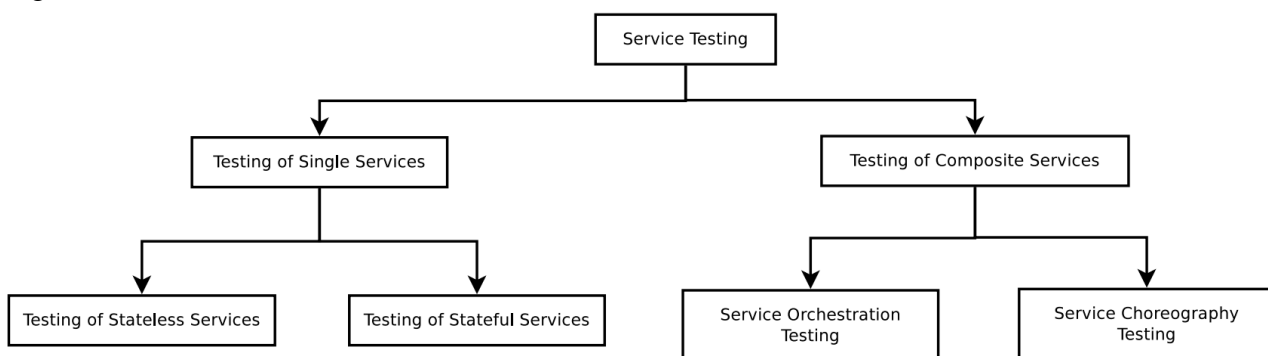 Service Testing
Testing of Single Services
Testing of Composite Services
Testing of Stateless Services
Testing of Stateful Services
Service Orchestration
Testing
Service Choreography
Testing